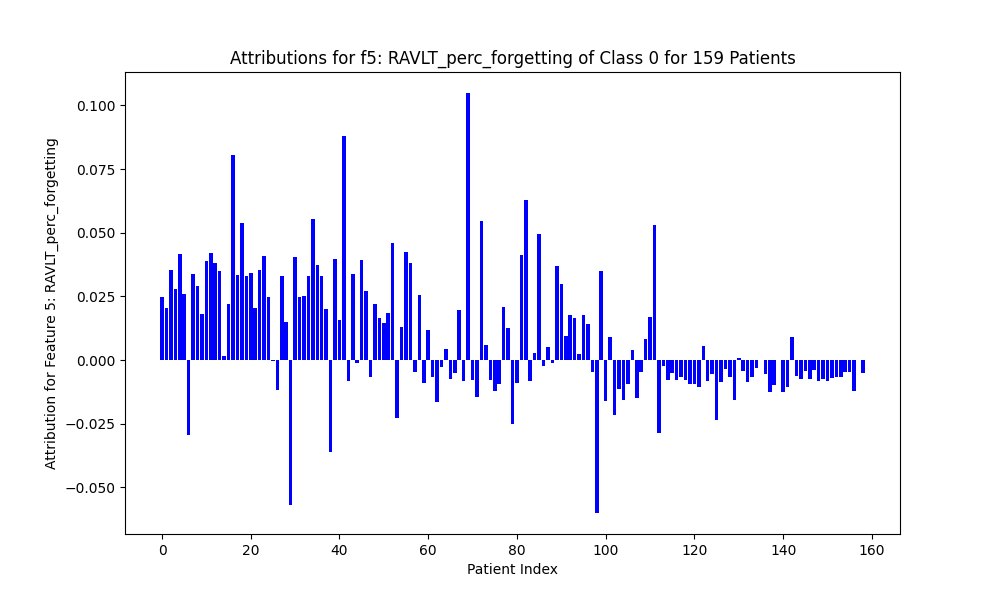 Attributions for f5: RAVLT_perc_forgetting of Class 0 for 159 Patients
Attribution for Feature 5: RAVLT_perc_forgetting
0.100
0.075
0.050
0.025
0.000
−0.025
−0.050
0 20 40 60 80 100 120 140 160
Patient Index